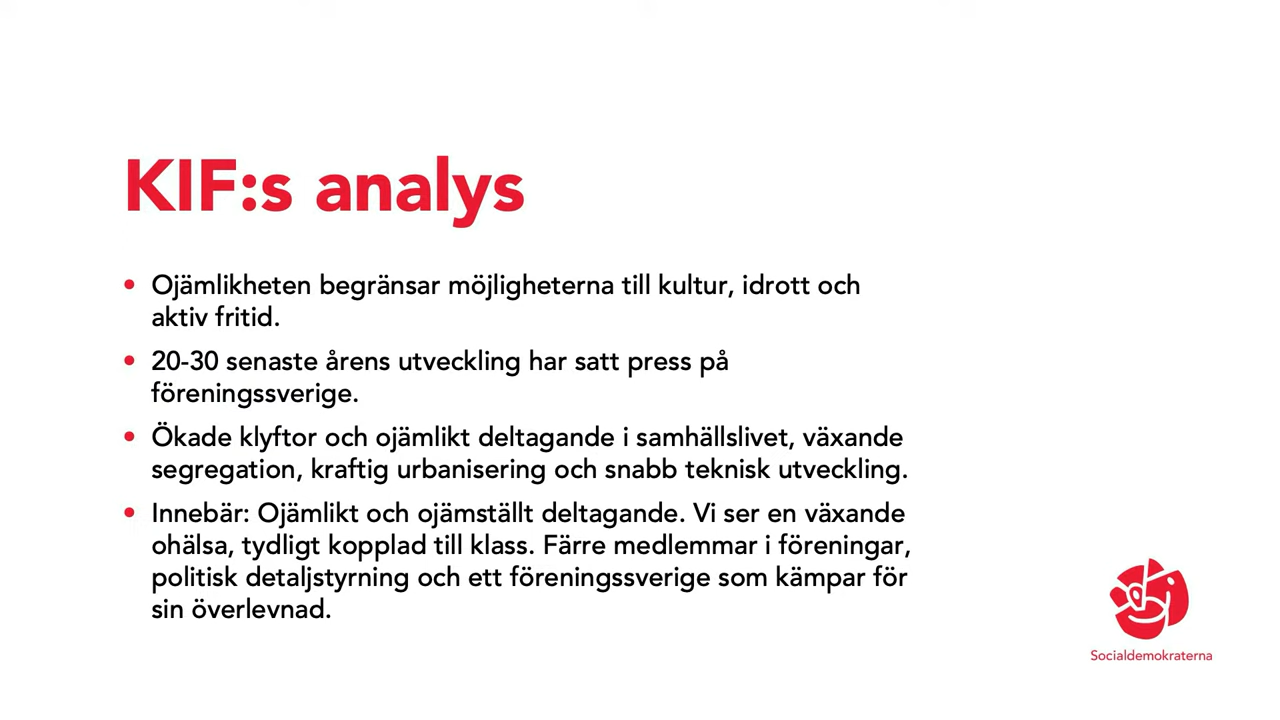 KIF:s analys
• Ojämlikheten begränsar möjligheterna till kultur, idrott och
aktiv fritid.
• 20-30 senaste årens utveckling har satt press på
föreningssverige.
• Ökade klyftor och ojämlikt deltagande i samhällslivet, växande
segregation, kraftig urbanisering och snabb teknisk utveckling.
• Innebär: Ojämlikt och ojämställt deltagande. Vi ser en växande
ohälsa, tydligt kopplad till klass. Färre medlemmar i föreningar,
politisk detaljstyrning och ett föreningssverige som kämpar för
sin överlevnad.
Socialdemokraterna